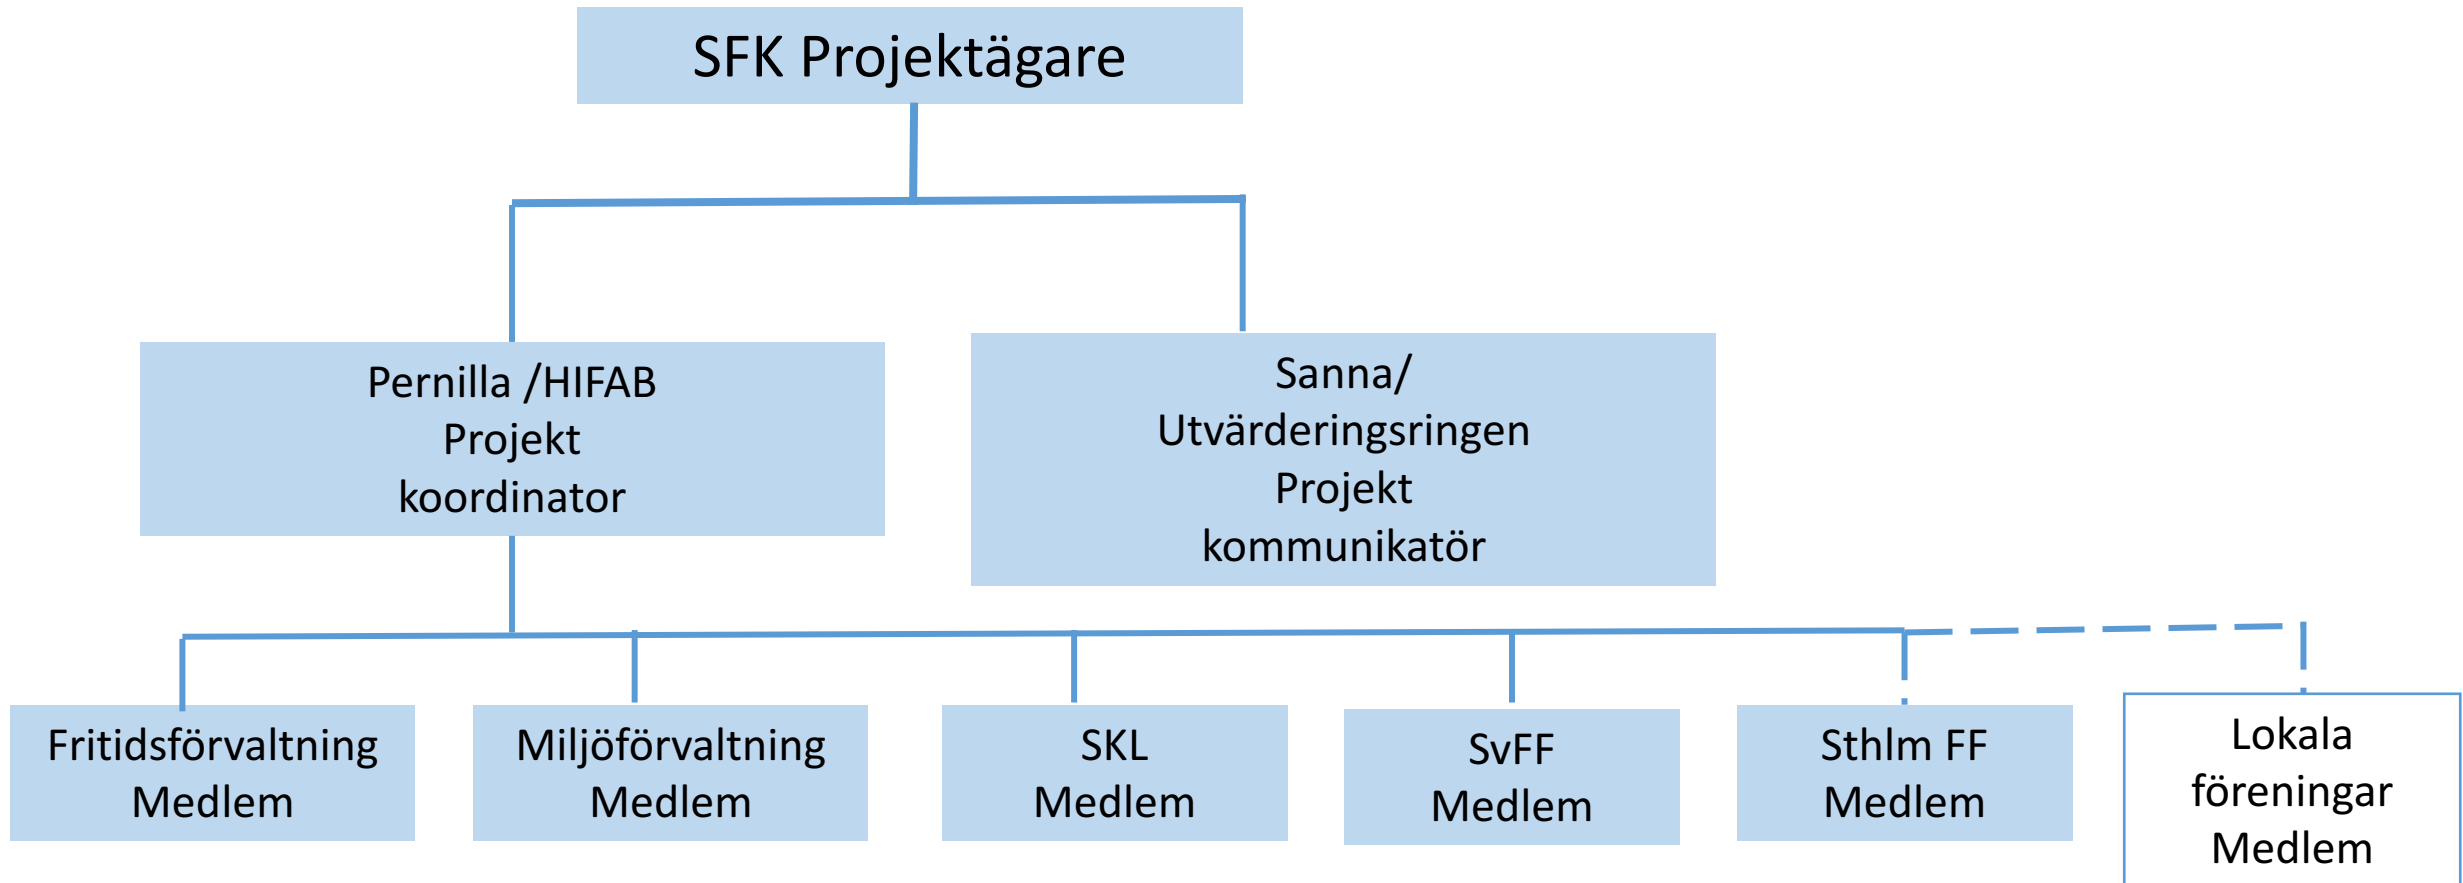 SFK Projektägare
Pernilla /HIFAB
Projekt
koordinator
Sanna/
Utvärderingsringen
Projekt
kommunikatör
Fritidsförvaltning
Medlem
Miljöförvaltning
Medlem
SKL
Medlem
SvFF
Medlem
Sthlm FF
Medlem
Lokala
föreningar
Medlem